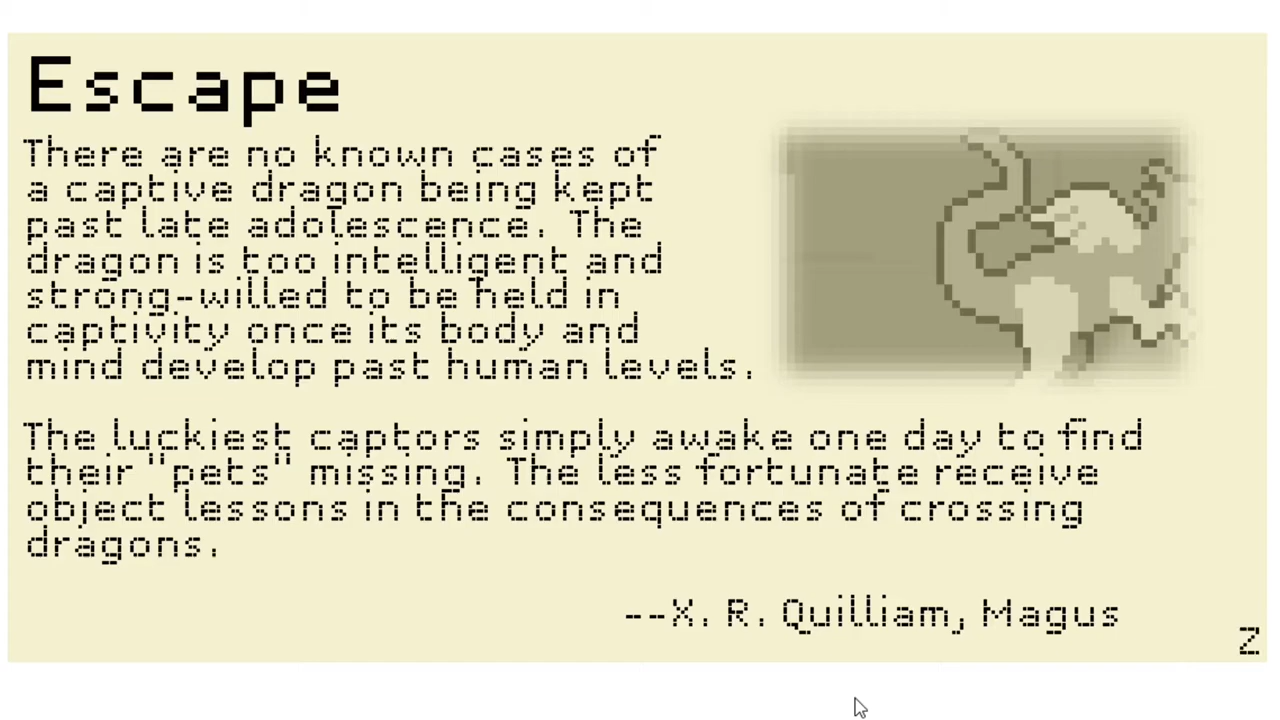 Escape
There are no known cases of
a captive dragon being kept
past late adolescence. The
dragon is too intelligent and
strong-willed to be held in
captivity once its body and
mind develop past human levels.
The luckiest captors simply awake one day to find
their "pets" missing. The less fortunate receive
object lessons in the consequences of crossing
dragons.
--X. R. Quilliam, Magus
Z